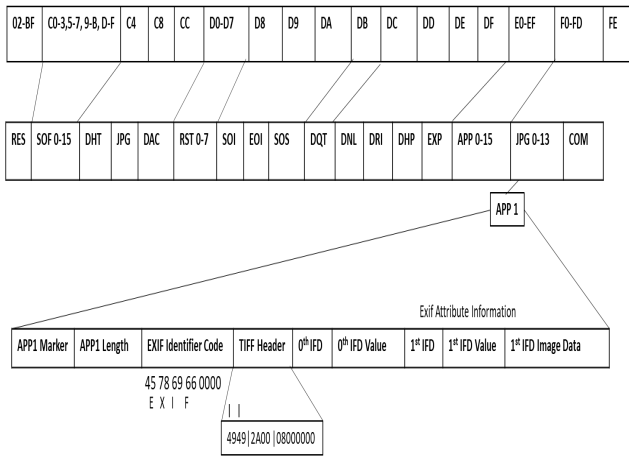 02-BF C0-3,5-7, 9-B, D-F C4 C8 CC D0-D7 D8 D9 DA DB DC DD DE DF E0-EF F0-FD FE
RES SOF 0-15 DHT JPG DAC RST 0-7 SOI EOI SOS DQT DNL DRI DHP EXP APP 0-15 JPG 0-13 COM
APP 1
Exif Attribute Information
APP1 Marker APP1 Length EXIF Identifier Code TIFF Header 0th IFD 0th IFD Value 1st IFD 1st IFD Value 1st IFD Image Data
45 78 69 66 0000
E X I F
I I
4949|2A00|08000000